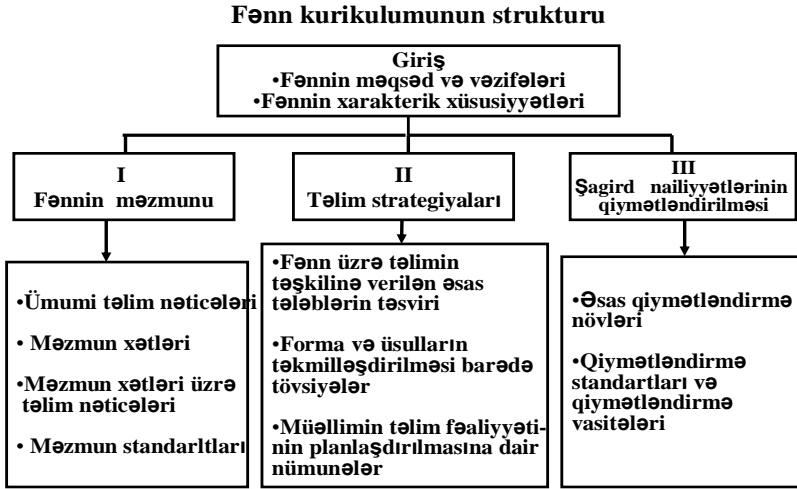 Fənn kurikulumunun strukturu
Giriş
•Fənnin məqsəd və vəzifələri
•Fənnin xarakterik xüsusiyyətləri
I
Fənnin məzmunu
II
Təlim strategiyaları
III
Şagird nailiyyətlərinin
qiymətləndirilməsi
•Ümumi təlim nəticələri
• Məzmun xətləri
•Məzmun xətləri üzrə
təlim nəticələri
• Məzmun standarltları
•Fənn üzrə təlimin
təşkilinə verilən əsas
tələblərin təsviri
•Forma və üsulların
təkmilləşdirilməsi barədə
tövsiyələr
•Müəllimin təlim fəaliyyəti-
nin planlaşdırılmasına dair
nümunələr
•Əsas qiymətləndirmə
növləri
•Qiymətləndirmə
standartları və
qiymətləndirmə
vasitələri